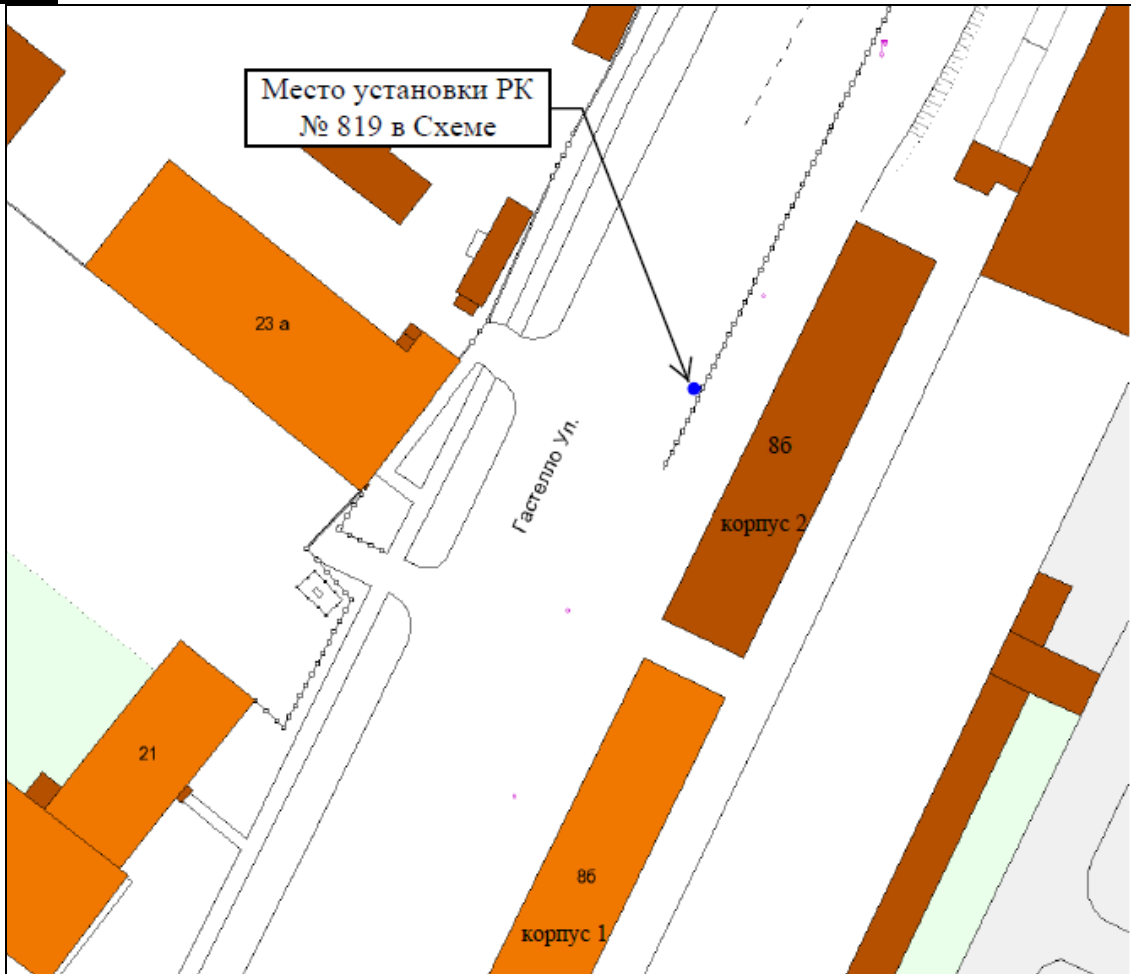 Место установки РК
№ 819 в Схеме
23 а
Гастелло Ул.
8б
корпус 2
21
8б
корпус 1